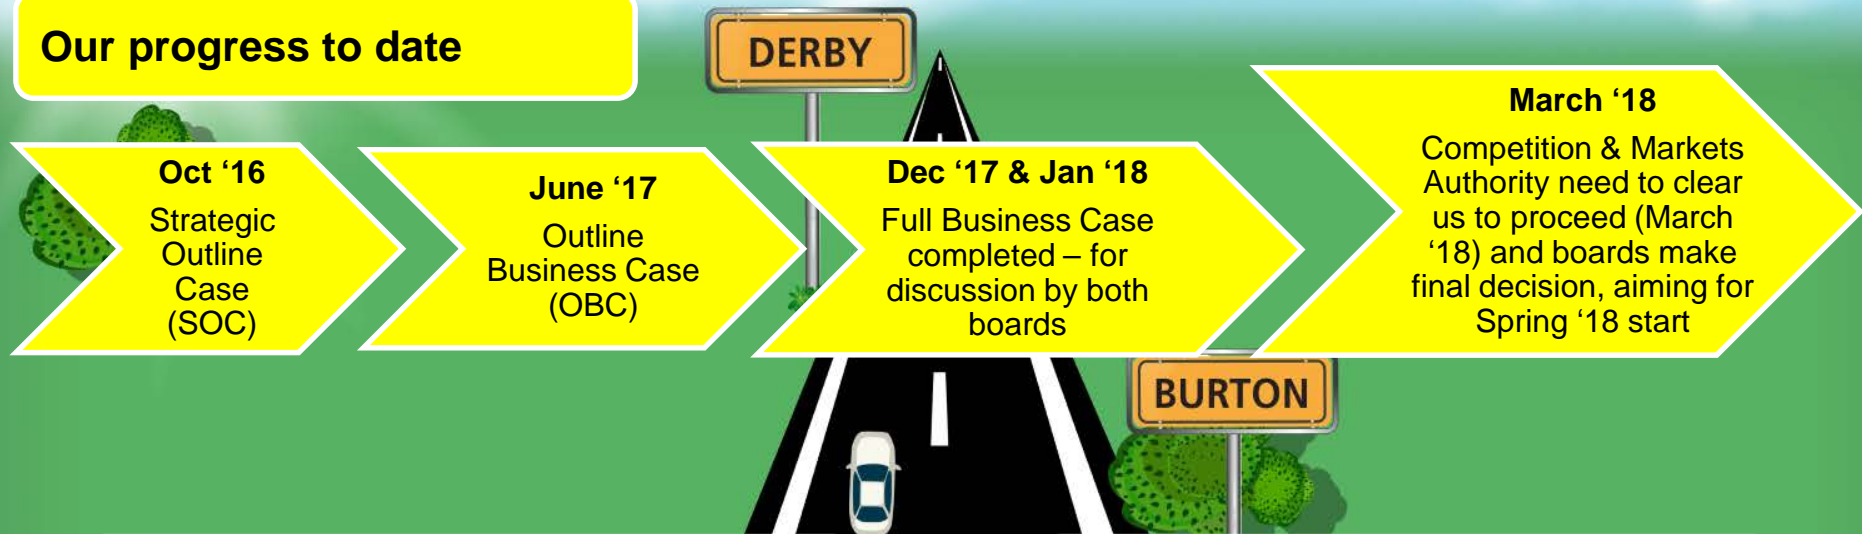 Our progress to date
DERBY
Oct ‘16
Strategic
Outline
Case
(SOC)
June ‘17
Outline
Business Case
(OBC)
Dec ‘17 & Jan ‘18
Full Business Case
completed – for
discussion by both
boards
March ‘18
Competition & Markets
Authority need to clear
us to proceed (March
‘18) and boards make
final decision, aiming for
Spring ‘18 start
BURTON